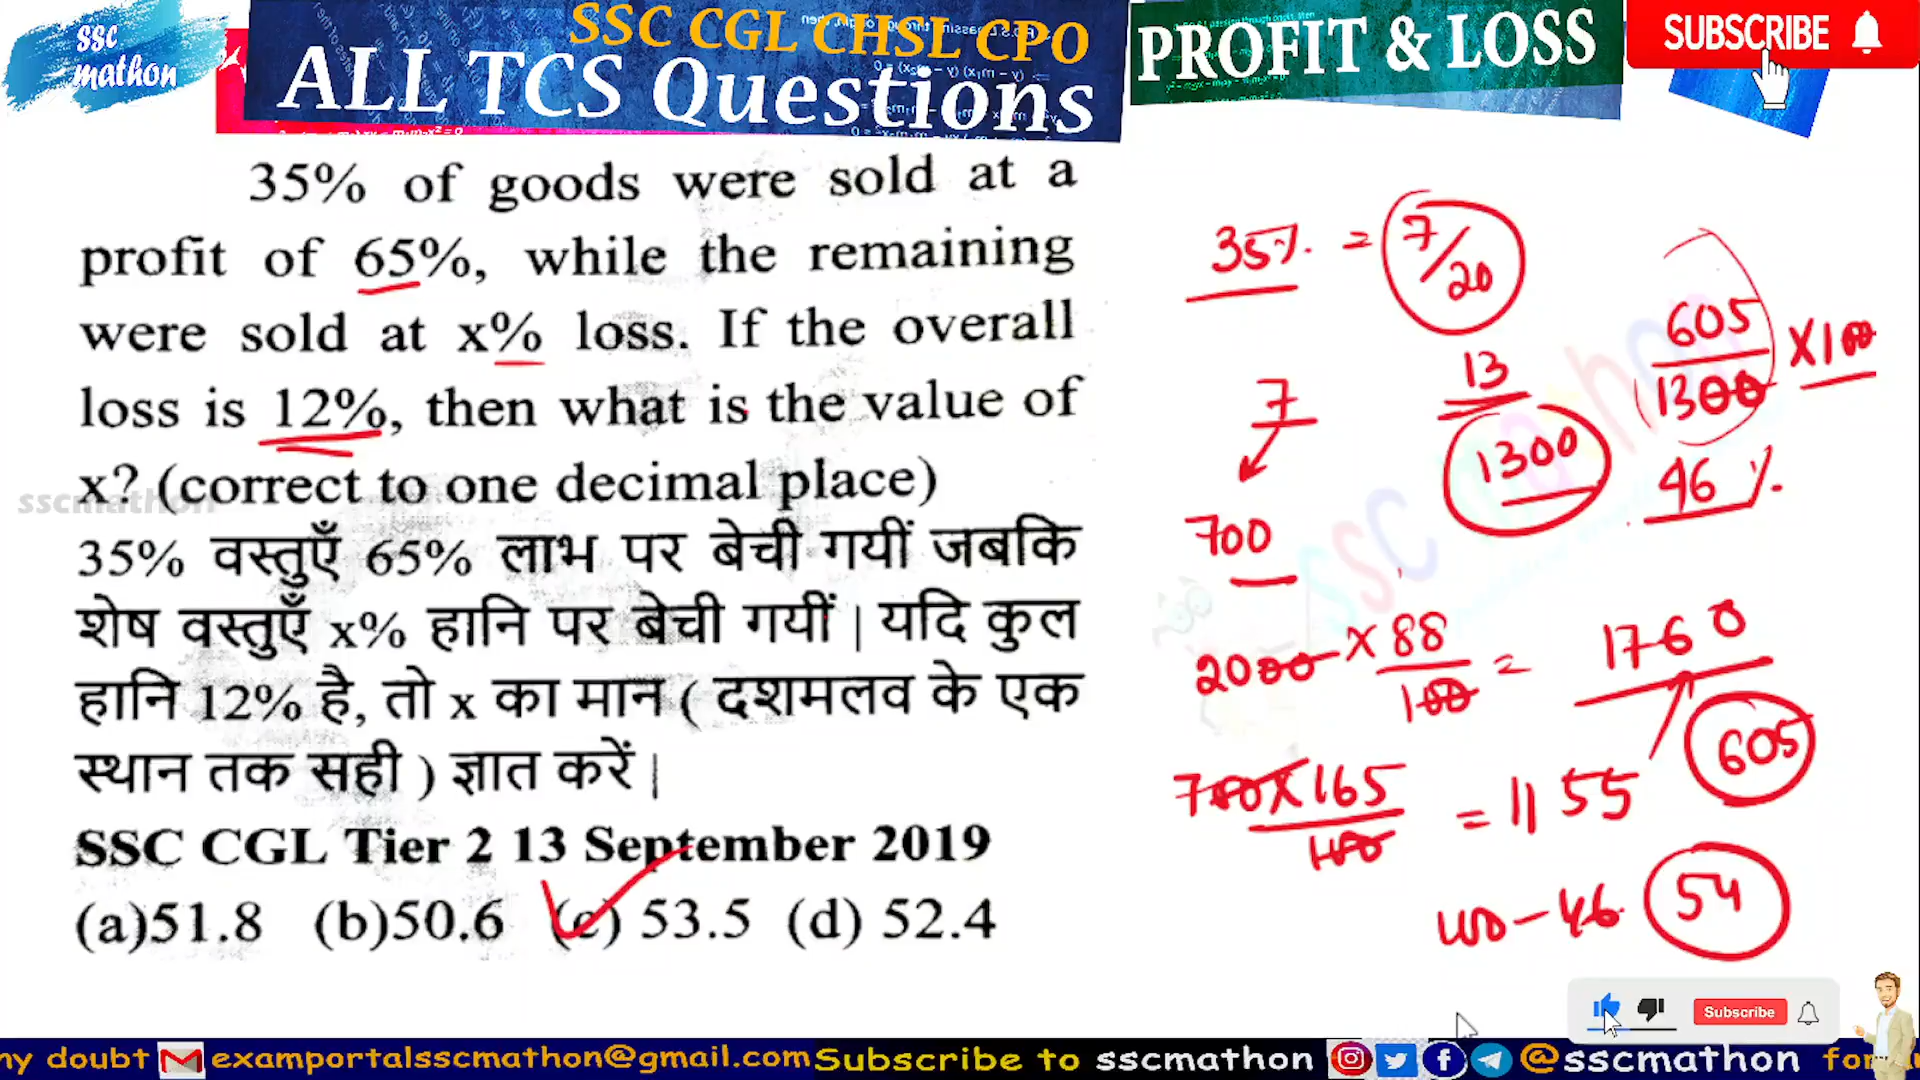 SSC
mathon
SSC CGL CHSL CPO
ALL TCS Questions
PROFIT & LOSS
SUBSCRIBE
35% of goods were sold at a
profit of 65%, while the remaining
were sold at x% loss. If the overall
loss is 12%, then what is the value of
x? (correct to one decimal place)
sscmathon
35% वस्तुएँ 65% लाभ पर बेची गयीं जबकि
शेष वस्तुएँ x% हानि पर बेची गयीं | यदि कुल
हानि 12% है, तो x का मान ( दशमलव के एक
स्थान तक सही ) ज्ञात करें |
SSC CGL Tier 2 13 September 2019
(a)51.8 (b)50.6 (c) 53.5 (d) 52.4
35% = 7/20
7 13
700 1300
605/1300 x100
46%
2000 x 88/100 = 1760
605
700x165/100 = 1155
100-46 54
ssc mathon
Subscribe
ny doubt examportalsscmathon@gmail.com Subscribe to sscmathon @sscmathon for